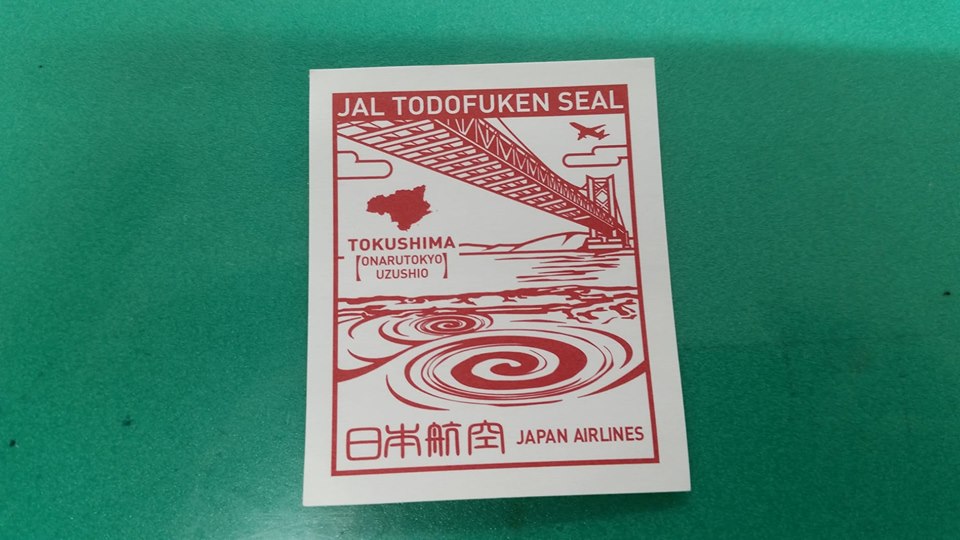 JAL TODOFUKEN SEAL
TOKUSHIMA
【ONARUTOKYO
UZUSHIO】
日本航空 JAPAN AIRLINES